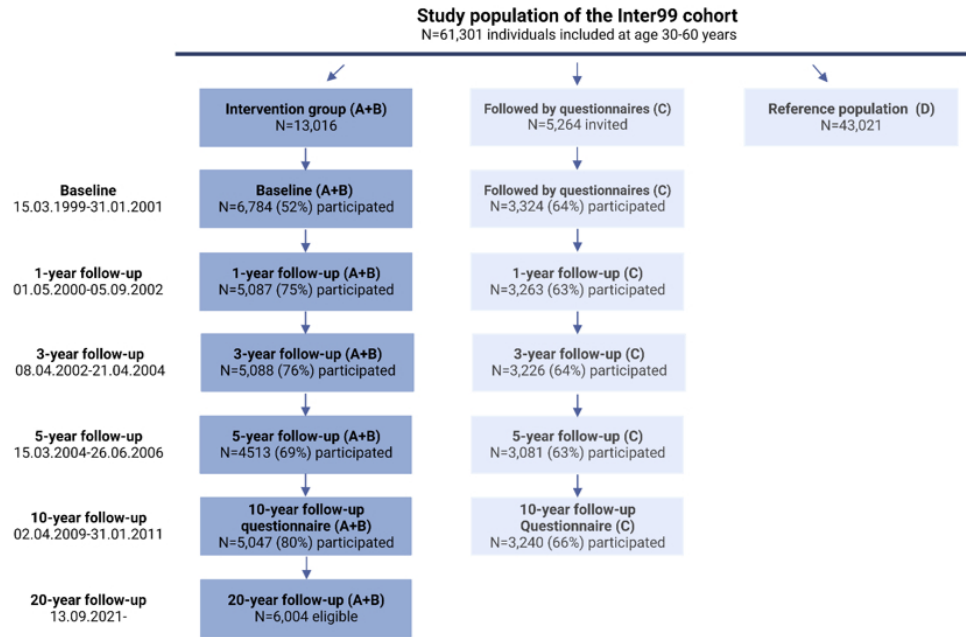 Study population of the Inter99 cohort
N=61,301 individuals included at age 30-60 years
Intervention group (A+B)
N=13,016
Followed by questionnaires (C)
N=5,264 invited
Reference population (D)
N=43,021
Baseline
15.03.1999-31.01.2001
Baseline (A+B)
N=6,784 (52%) participated
Followed by questionnaires (C)
N=3,324 (64%) participated
1-year follow-up
01.05.2000-05.09.2002
1-year follow-up (A+B)
N=5,087 (75%) participated
1-year follow-up (C)
N=3,263 (63%) participated
3-year follow-up
08.04.2002-21.04.2004
3-year follow-up (A+B)
N=5,088 (76%) participated
3-year follow-up (C)
N=3,226 (64%) participated
5-year follow-up
15.03.2004-26.06.2006
5-year follow-up (A+B)
N=4513 (69%) participated
5-year follow-up (C)
N=3,081 (63%) participated
10-year follow-up
02.04.2009-31.01.2011
10-year follow-up
questionnaire (A+B)
N=5,047 (80%) participated
10-year follow-up
Questionnaire (C)
N=3,240 (66%) participated
20-year follow-up
13.09.2021-
20-year follow-up (A+B)
N=6,004 eligible